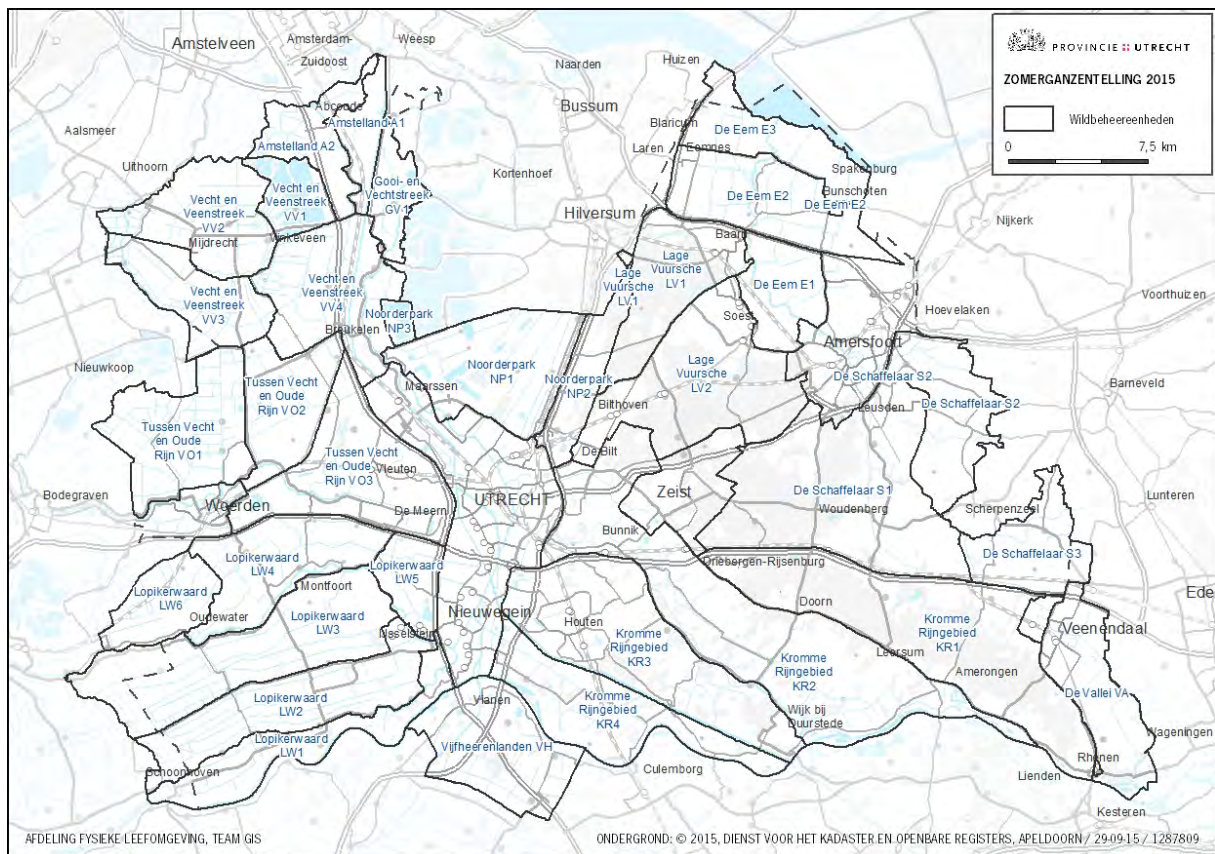 Amstelveen
Amsterdam-
Zuidoost
Weesp
Naarden
Huizen
PROVINCIE :: UTRECHT
ZOMERGANZENTELLING 2015
Wildbeheereenheden
0 7,5 km
Bussum
Abcoude
Amstelland A1
Aalsmeer
Blaricum
De Eem E3
Laren
Eemnes
Amstelland A2
Uithoorn
Kortenhoef
Spakenburg
Gooi- en
Vechtstreek
GV1
Vecht en
Veenstreek
VV1
Vecht en
Veenstreek
VV2
De Eem E2
Bunschoten
De Eem E2
Hilversum
Nijkerk
Mijdrecht
Vinkeveen
Baarn
Lage
Vuursche
LV1
Lage
Vuursche
LV1
Vecht en
Veenstreek
VV4
Vecht en
Veenstreek
VV3
De Eem E1
Voorthuizen
Hoevelaken
Noorderpark
NP3
Soest
Breukelen
Amersfoort
Nieuwkoop
Lage
Vuursche
LV2
Noorderpark
NP1
Noorderpark
NP2
De Schaffelaar S2
Barneveld
Tussen Vecht
en Oude
Rijn VO2
Maarssen
Bilthoven
De Schaffelaar S2
Leusden
Tussen Vecht
en Oude
Rijn VO1
De Bilt
Tussen Vecht
en Oude
Rijn VO3
Vleuten
Zeist
De Schaffelaar S1
Bodegraven
UTRECHT
Lunteren
Woerden
De Meern
Woudenberg
Scherpenzeel
Bunnik
De Schaffelaar S3
Lopikerwaard
LW4
Lopikerwaard
LW5
Driebergen-Rijsenburg
Montfoort
Lopikerwaard
LW6
Ede
Doorn
Oudewater
Nieuwegein
Lopikerwaard
LW3
Houten
IJsselstein
Kromme
Rijngebied
KR3
Kromme
Rijngebied
KR1
Veenendaal
Leersum
Amerongen
Kromme
Rijngebied
KR2
Lopikerwaard
LW2
Vianen
Kromme
Rijngebied
KR4
De Vallei VA
Wijk bij
Duurstede
Lopikerwaard
LW1
Vijfheerenlanden VH
Wageningen
Rhenen
Schoonhoven
Culemborg
Lienden
Kesteren
AFDELING FYSIEKE LEEFOMGEVING, TEAM GIS
ONDERGROND: © 2015, DIENST VOOR HET KADASTER EN OPENBARE REGISTERS, APELDOORN / 29-09-15 / 1287809